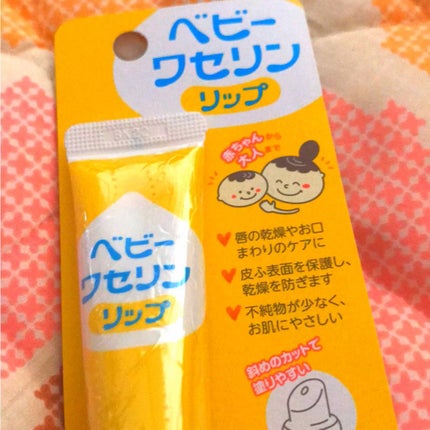 ベビー
ワセリン
リップ
赤ちゃんから
大人まで
唇の乾燥やお口
まわりのケアに
皮ふ表面を保護し、
乾燥を防ぎます
不純物が少なく、
お肌にやさしい
斜めのカットで
塗りやすい
ベビー
ワセリン
リップ